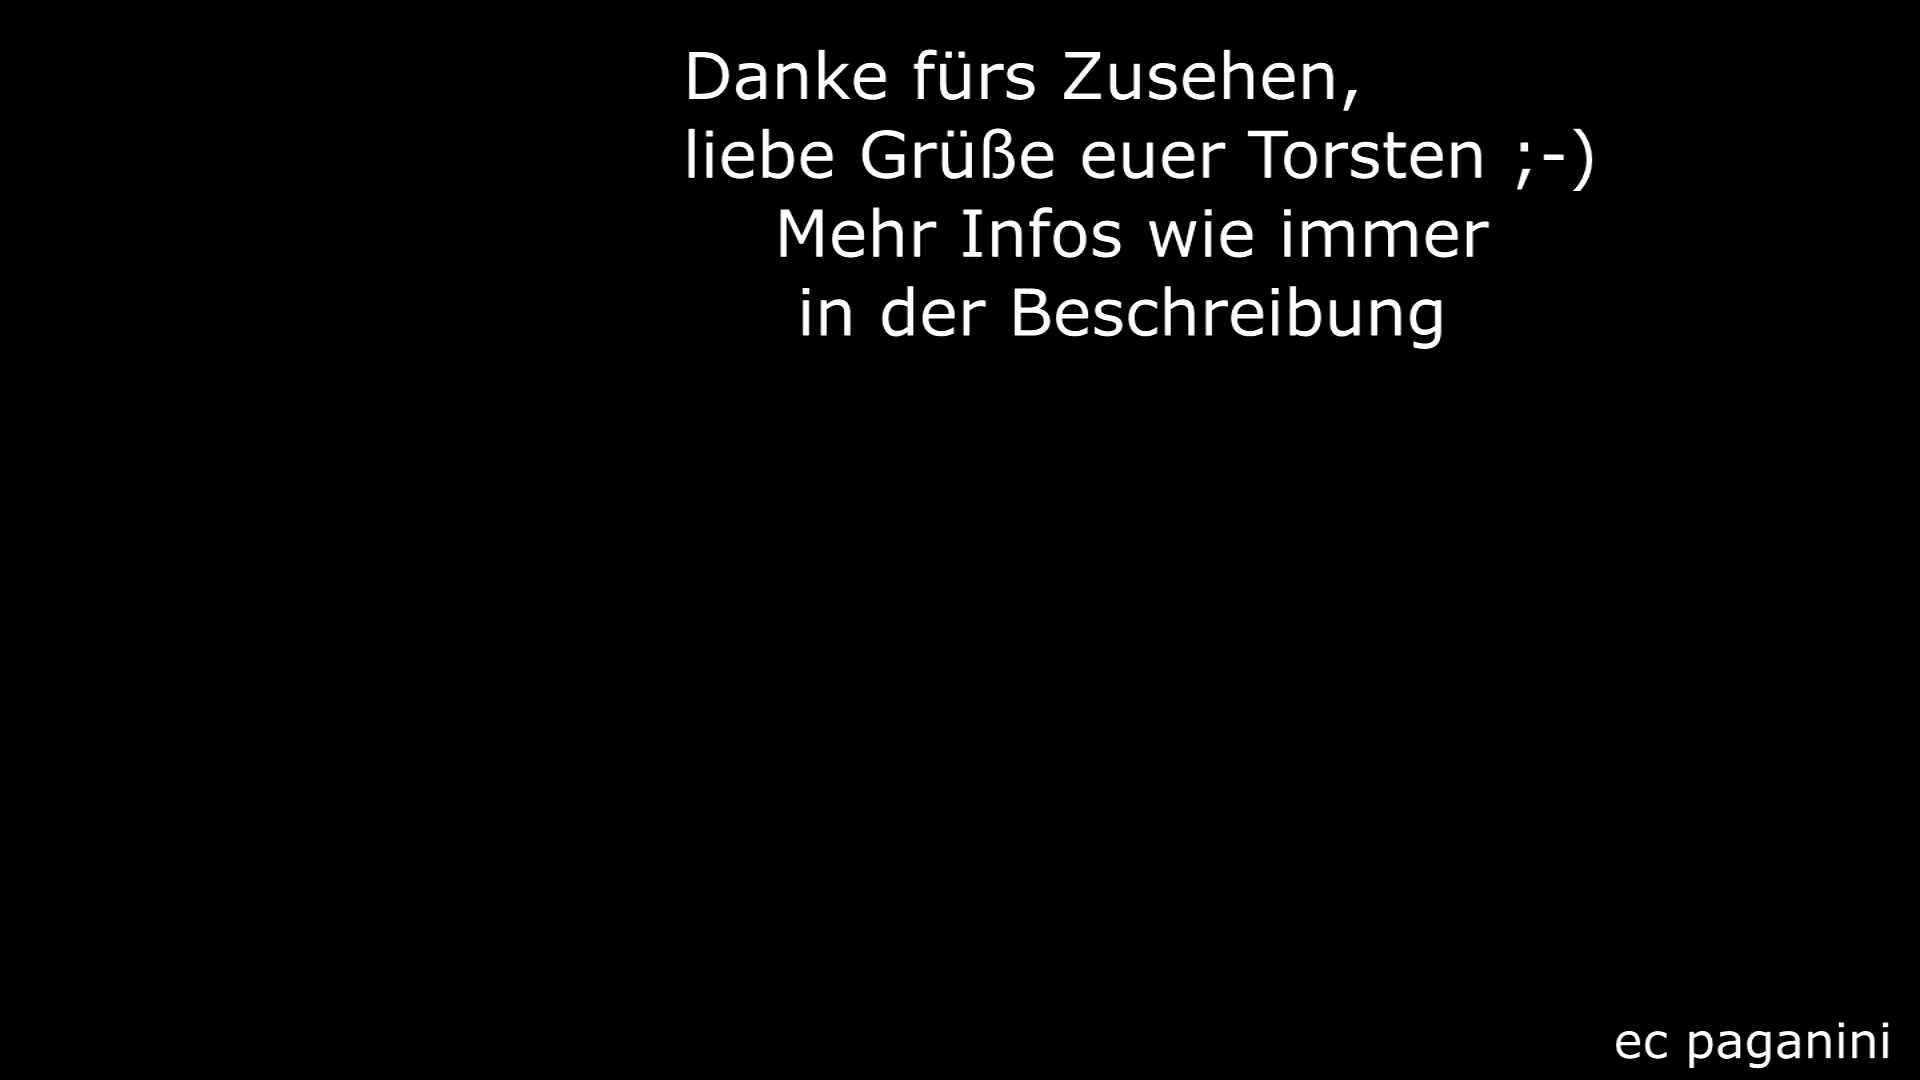 Danke fürs Zusehen,
liebe Grüße euer Torsten ;-)
Mehr Infos wie immer
in der Beschreibung
ec paganini